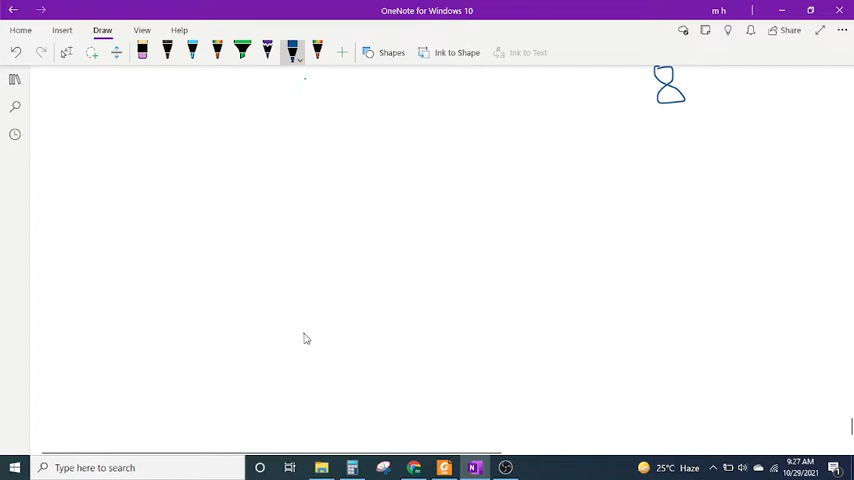 OneNote for Windows 10
m h
Home Insert Draw View Help
Share
Shapes Ink to Shape Ink to Text
8
Type here to search
25°C Haze
9:27 AM
10/29/2021